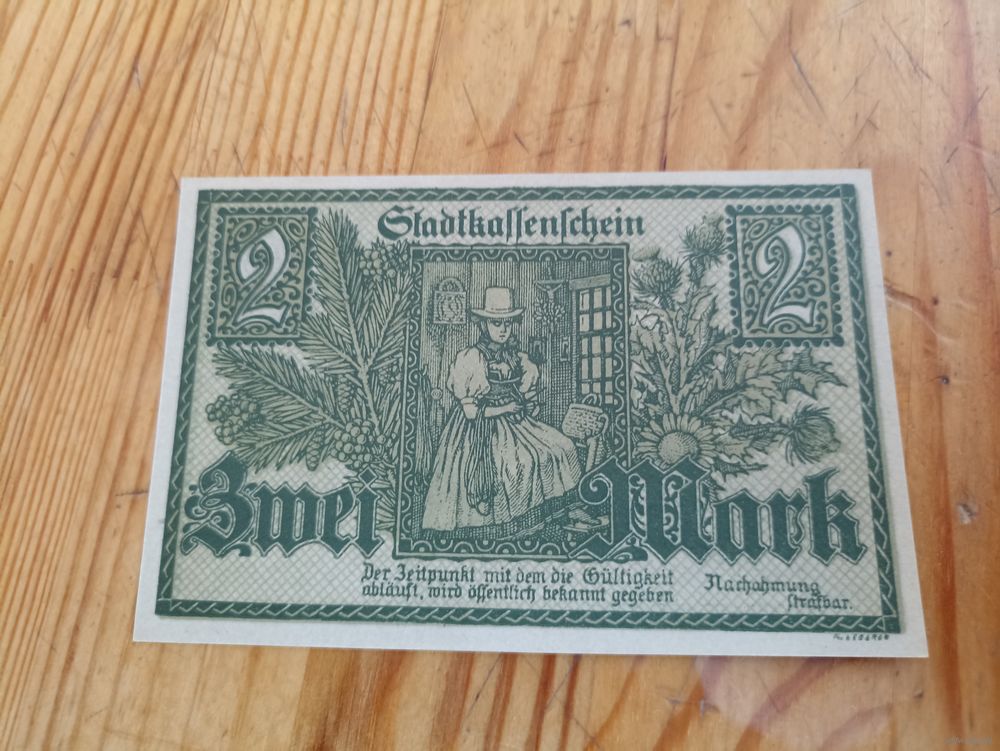 2 Stadtkassenschein 2
Zwei Mark
Der Zeitpunkt mit dem die Gültigkeit
abläuft, wird öffentlich bekannt gegeben
Nachahmung
strafbar.